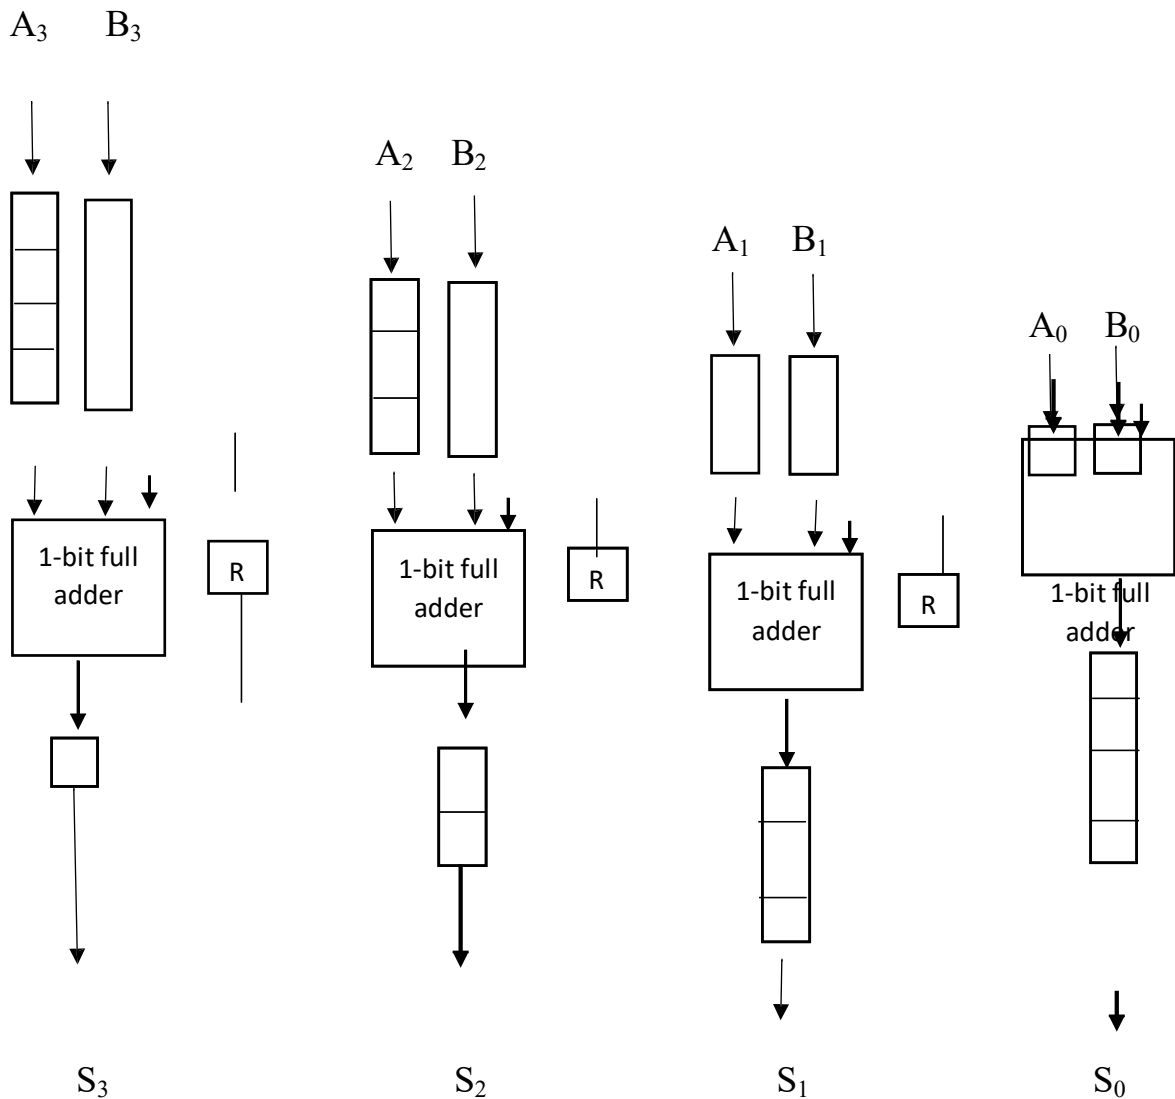 A₃ B₃
A₂ B₂
A₁ B₁
A₀ B₀
1-bit full
adder
R
1-bit full
adder
R
1-bit full
adder
R
1-bit full
adder
S₃ S₂ S₁ S₀